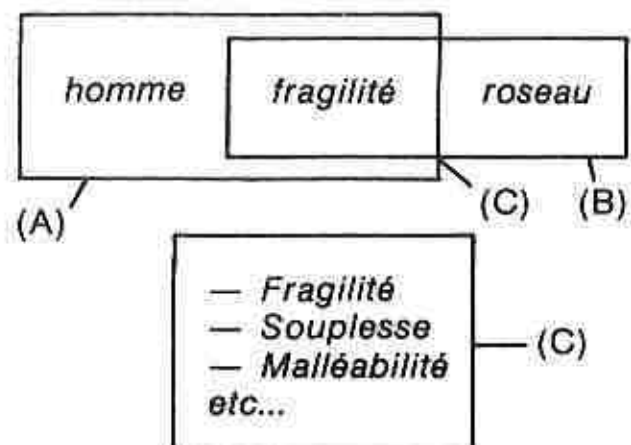 homme fragilité roseau
(A) (C) (B)
— Fragilité
— Souplesse
— Malléabilité
etc...
(C)